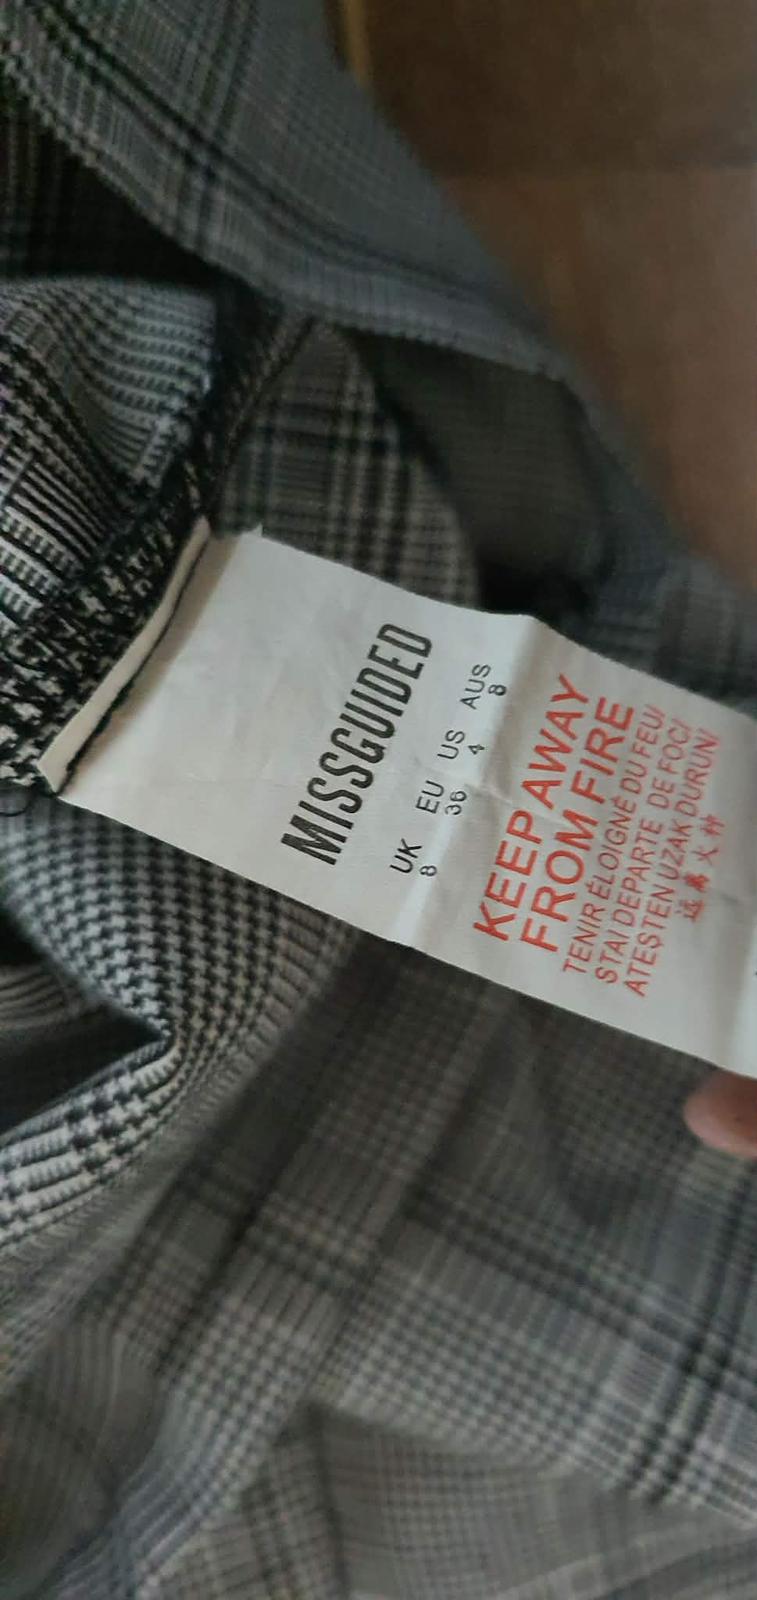 MISSGUIDED
UK EU US AUS
8 36 4 8
KEEP AWAY
FROM FIRE
TENIR ÉLOIGNÉ DU FEU/
STAI DEPARTE DE FOC/
ATEŞTEN UZAK DURUN/
远离火种